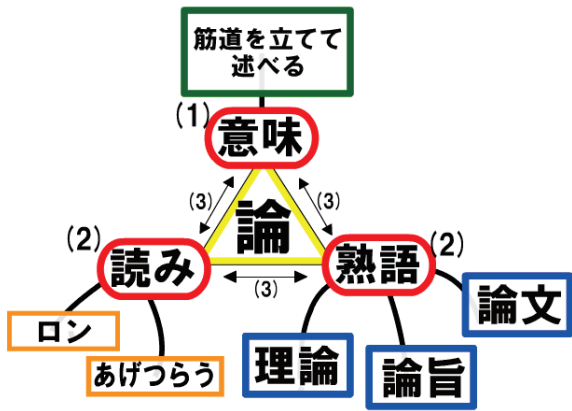 筋道を立てて
述べる
(1)
意味
(3)
(3)
論
(2)
読み
(3)
熟語
(2)
ロン
あげつらう
理論
論旨
論文